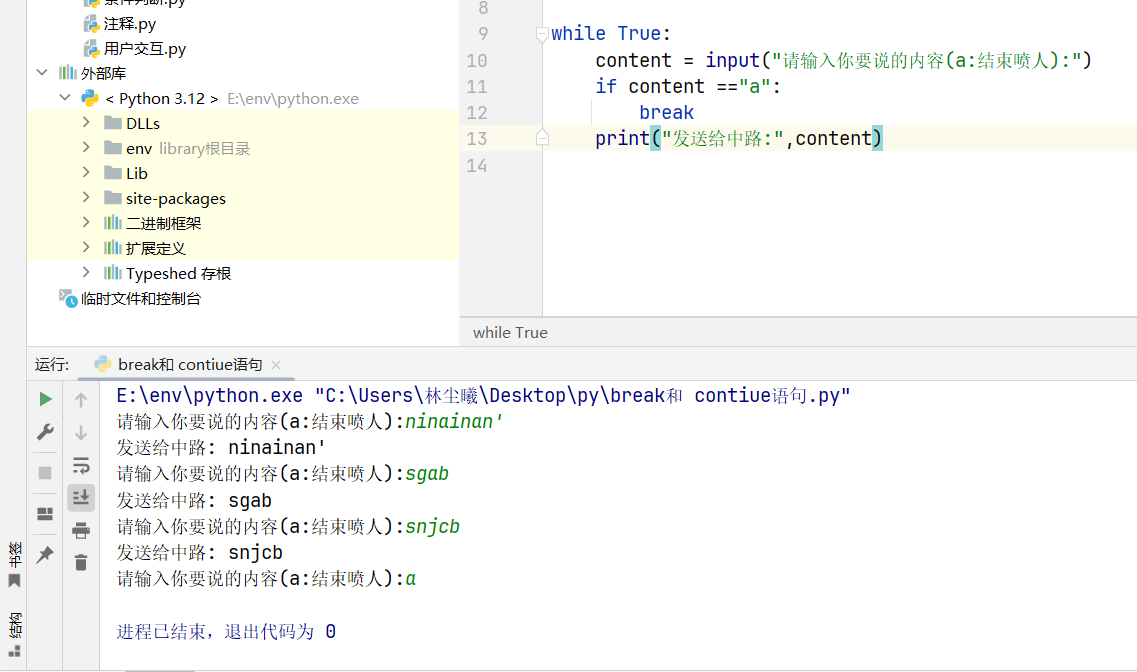 条件判断.py
注释.py
用户交互.py
外部库
< Python 3.12 > E:\env\python.exe
DLLs
env library根目录
Lib
site-packages
二进制框架
扩展定义
Typeshed 存根
临时文件和控制台
8
9 while True:
10 content = input("请输入你要说的内容(a:结束喷人):")
11 if content =="a":
12 break
13 print("发送给中路:",content)
14
while True
运行: break和 contiue语句
E:\env\python.exe "C:\Users\林尘曦\Desktop\py\break和 contiue语句.py"
请输入你要说的内容(a:结束喷人):ninainan'
发送给中路: ninainan'
请输入你要说的内容(a:结束喷人):sgab
发送给中路: sgab
请输入你要说的内容(a:结束喷人):snjcb
发送给中路: snjcb
请输入你要说的内容(a:结束喷人):a
进程已结束，退出代码为 0
书签
结构